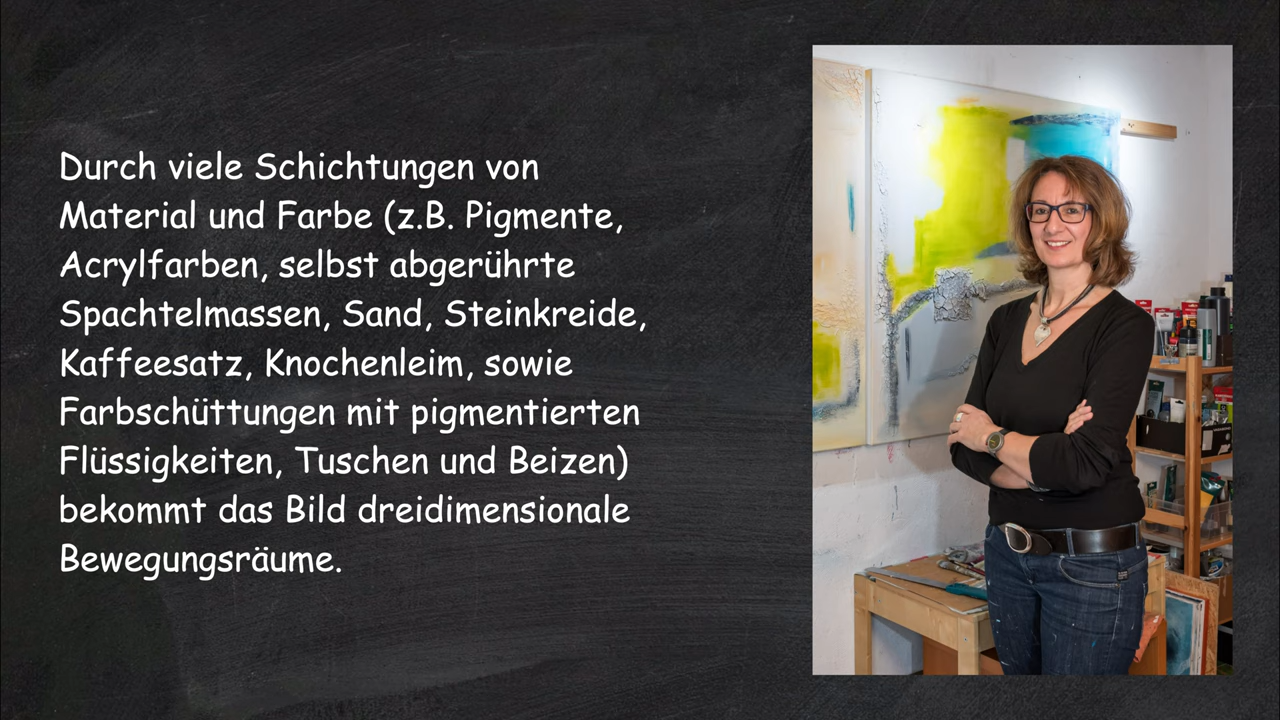 Durch viele Schichtungen von
Material und Farbe (z.B. Pigmente,
Acrylfarben, selbst abgerührte
Spachtelmassen, Sand, Steinkreide,
Kaffeesatz, Knochenleim, sowie
Farbschüttungen mit pigmentierten
Flüssigkeiten, Tuschen und Beizen)
bekommt das Bild dreidimensionale
Bewegungsräume.